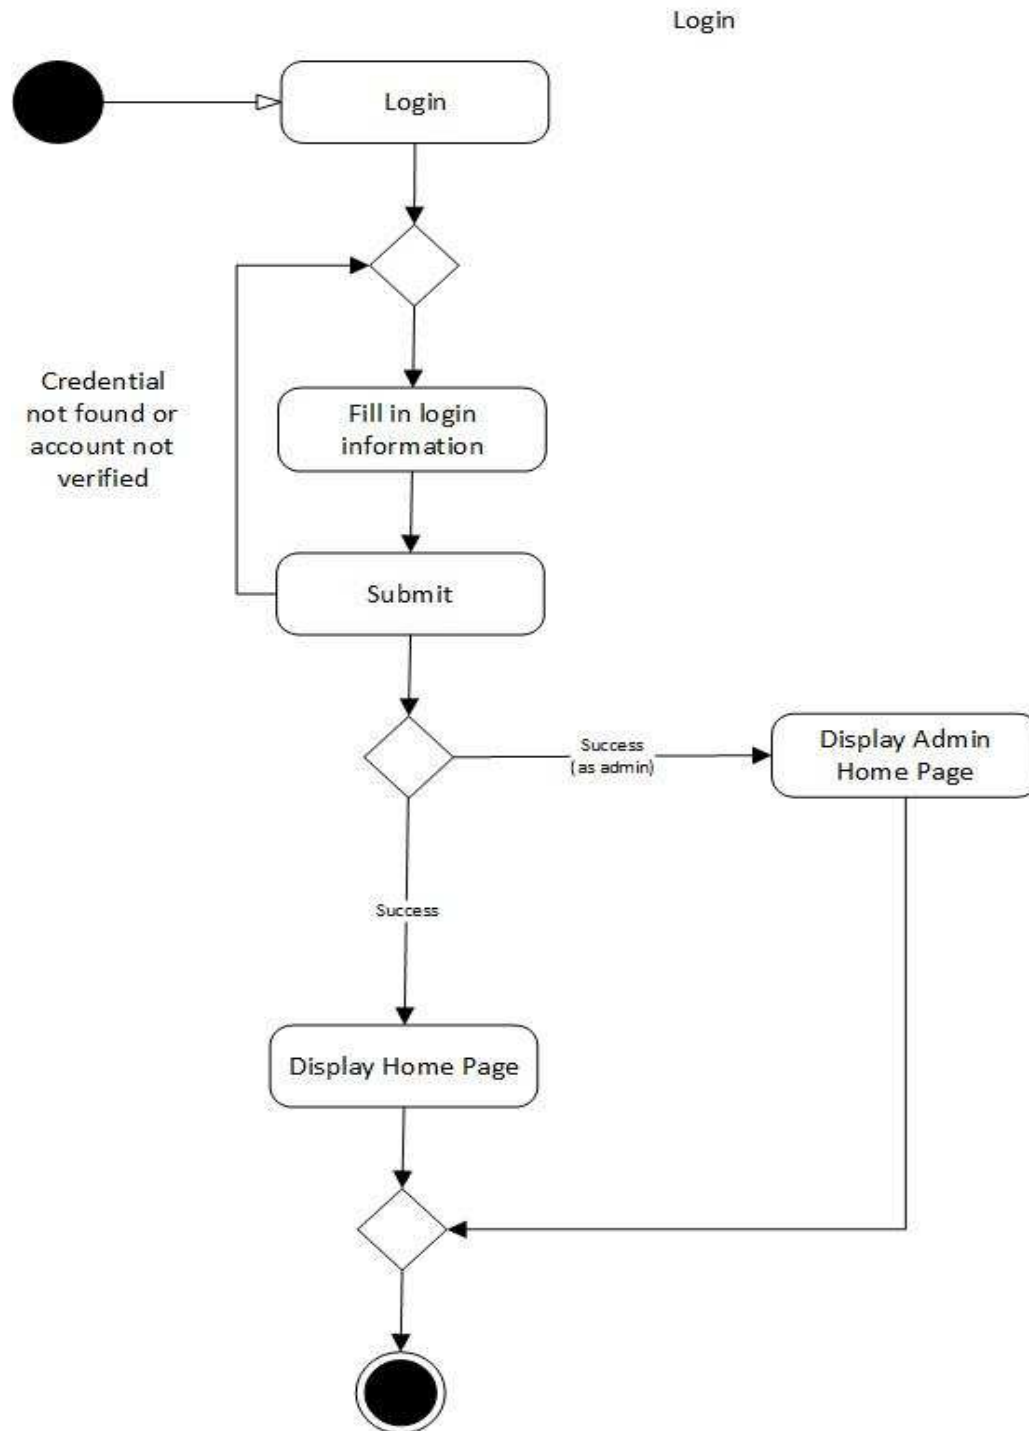 Login
Login
Credential
not found or
account not
verified
Fill in login
information
Submit
Success
(as admin)
Display Admin
Home Page
Success
Display Home Page